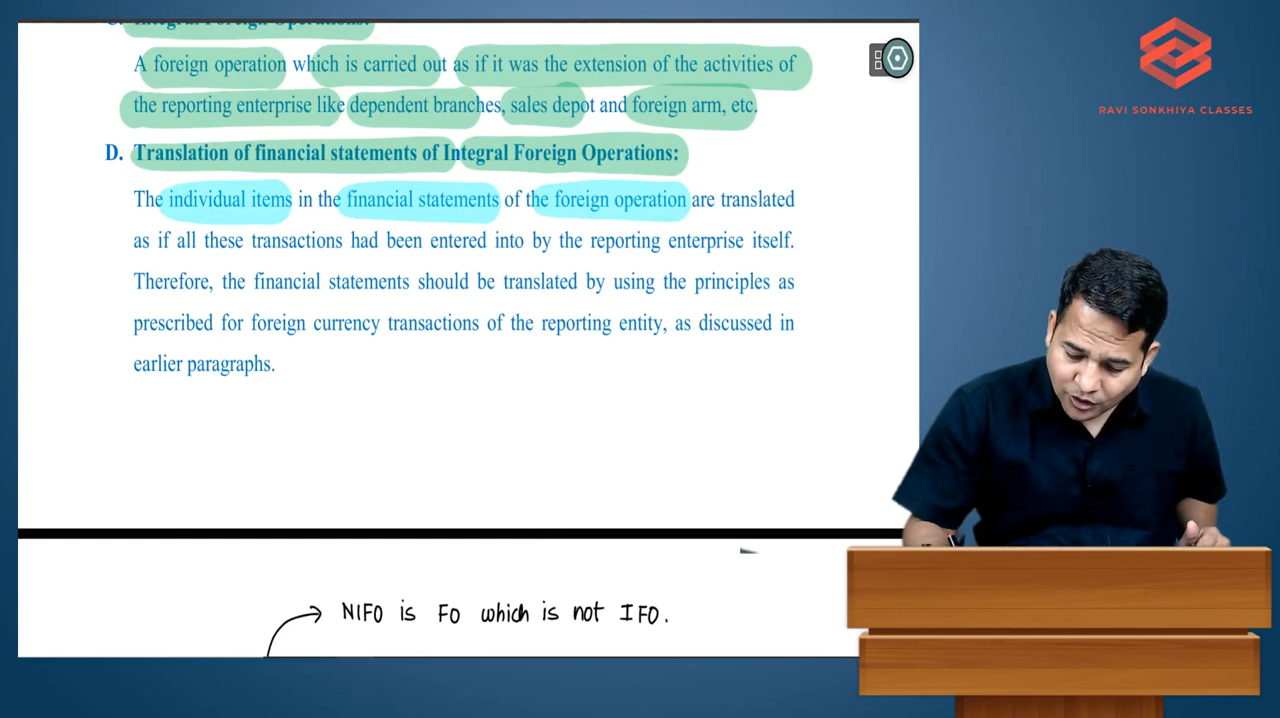 C. Integral Foreign Operations:
A foreign operation which is carried out as if it was the extension of the activities of
the reporting enterprise like dependent branches, sales depot and foreign arm, etc.
D. Translation of financial statements of Integral Foreign Operations:
The individual items in the financial statements of the foreign operation are translated
as if all these transactions had been entered into by the reporting enterprise itself.
Therefore, the financial statements should be translated by using the principles as
prescribed for foreign currency transactions of the reporting entity, as discussed in
earlier paragraphs.
NIFO is FO which is not IFO.
RAVI SONKHIYA CLASSES